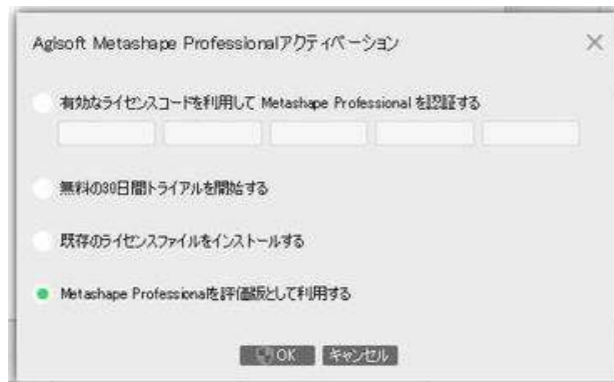 Agisoft Metashape Professionalアクティベーション
有効なライセンスコードを利用して Metashape Professional を認証する
無料の30日間トライアルを開始する
既存のライセンスファイルをインストールする
Metashape Professionalを評価版として利用する
OK キャンセル